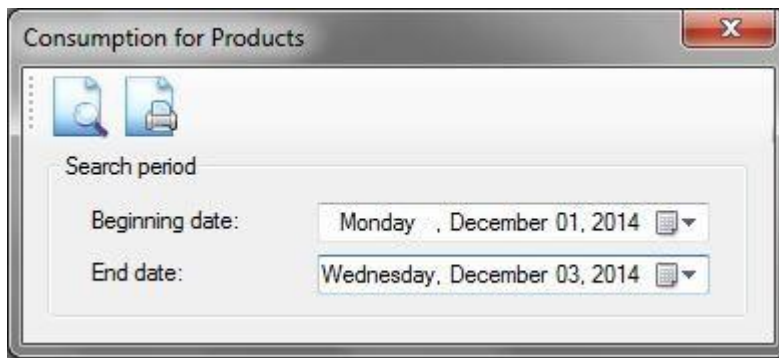 Consumption for Products
Search period
Beginning date: Monday , December 01, 2014
End date: Wednesday, December 03, 2014